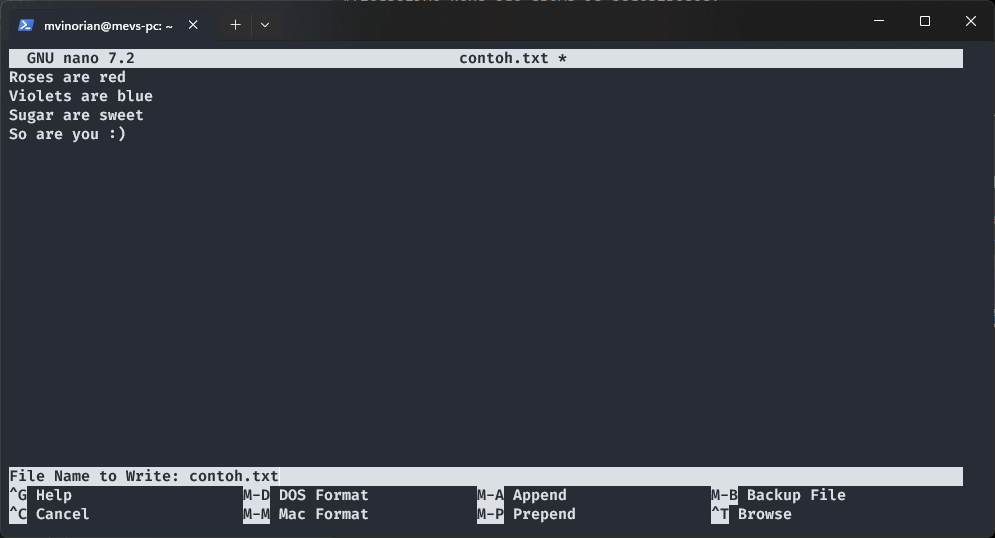 mvinorian@mevs-pc: ~
GNU nano 7.2 contoh.txt *
Roses are red
Violets are blue
Sugar are sweet
So are you :)
File Name to Write: contoh.txt
^G Help M-D DOS Format M-A Append M-B Backup File
^C Cancel M-M Mac Format M-P Prepend ^T Browse